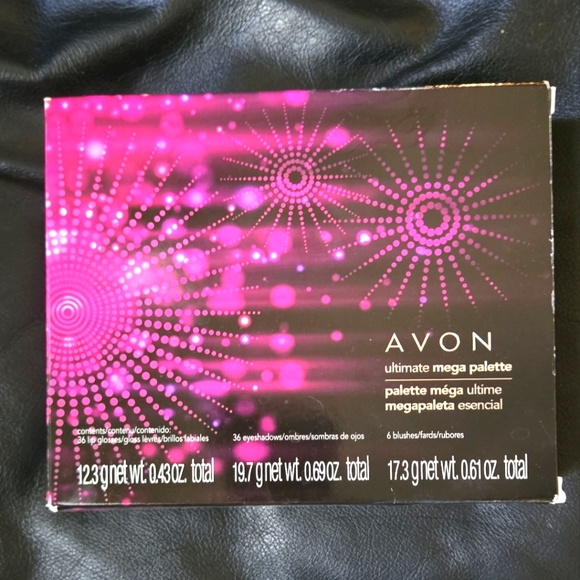 AVON
ultimate mega palette
palette méga ultime
megapaleta esencial
contents/contenu/contenido:
36 lip glosses/gloss lèvres/brillos labiales
36 eyeshadows/ombres/sombras de ojos
6 blushes/fards/rubores
12.3 g net wt. 0.43 oz. total
19.7 g net wt. 0.69 oz. total
17.3 g net wt. 0.61 oz. total